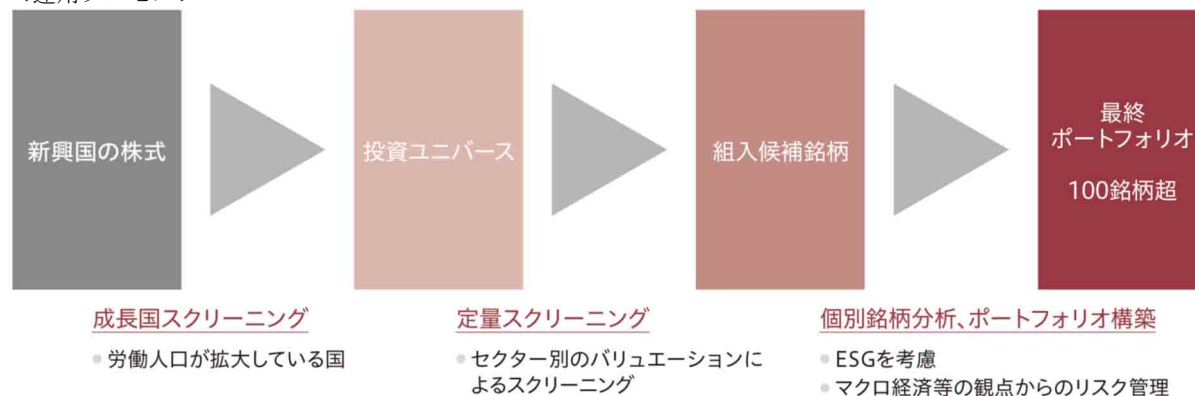 新興国の株式
投資ユニバース
組入候補銘柄
最終
ポートフォリオ
100銘柄超
成長国スクリーニング
• 労働人口が拡大している国
定量スクリーニング
• セクター別のバリュエーションに
よるスクリーニング
個別銘柄分析、ポートフォリオ構築
• ESGを考慮
• マクロ経済等の観点からのリスク管理